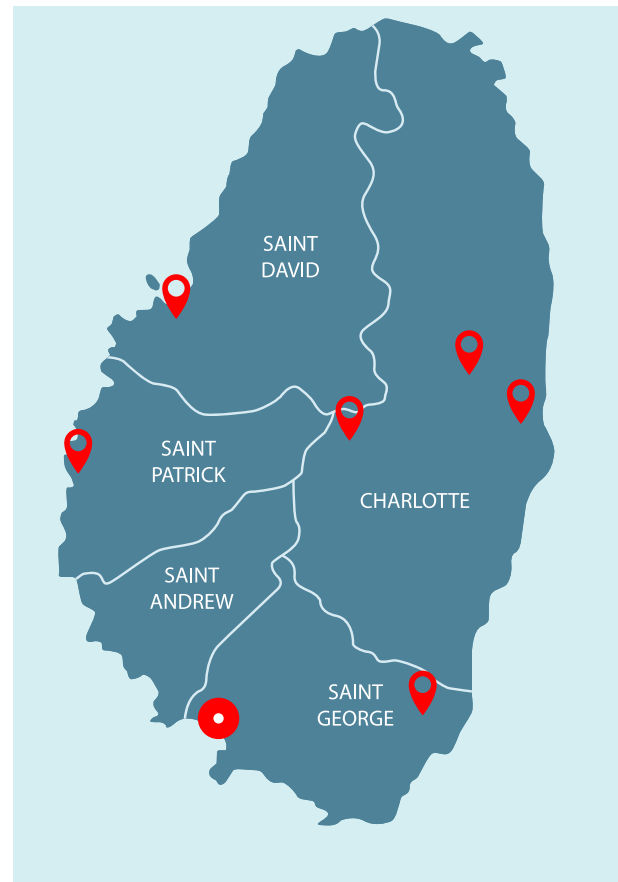 SAINT
DAVID
SAINT
PATRICK
CHARLOTTE
SAINT
ANDREW
SAINT
GEORGE